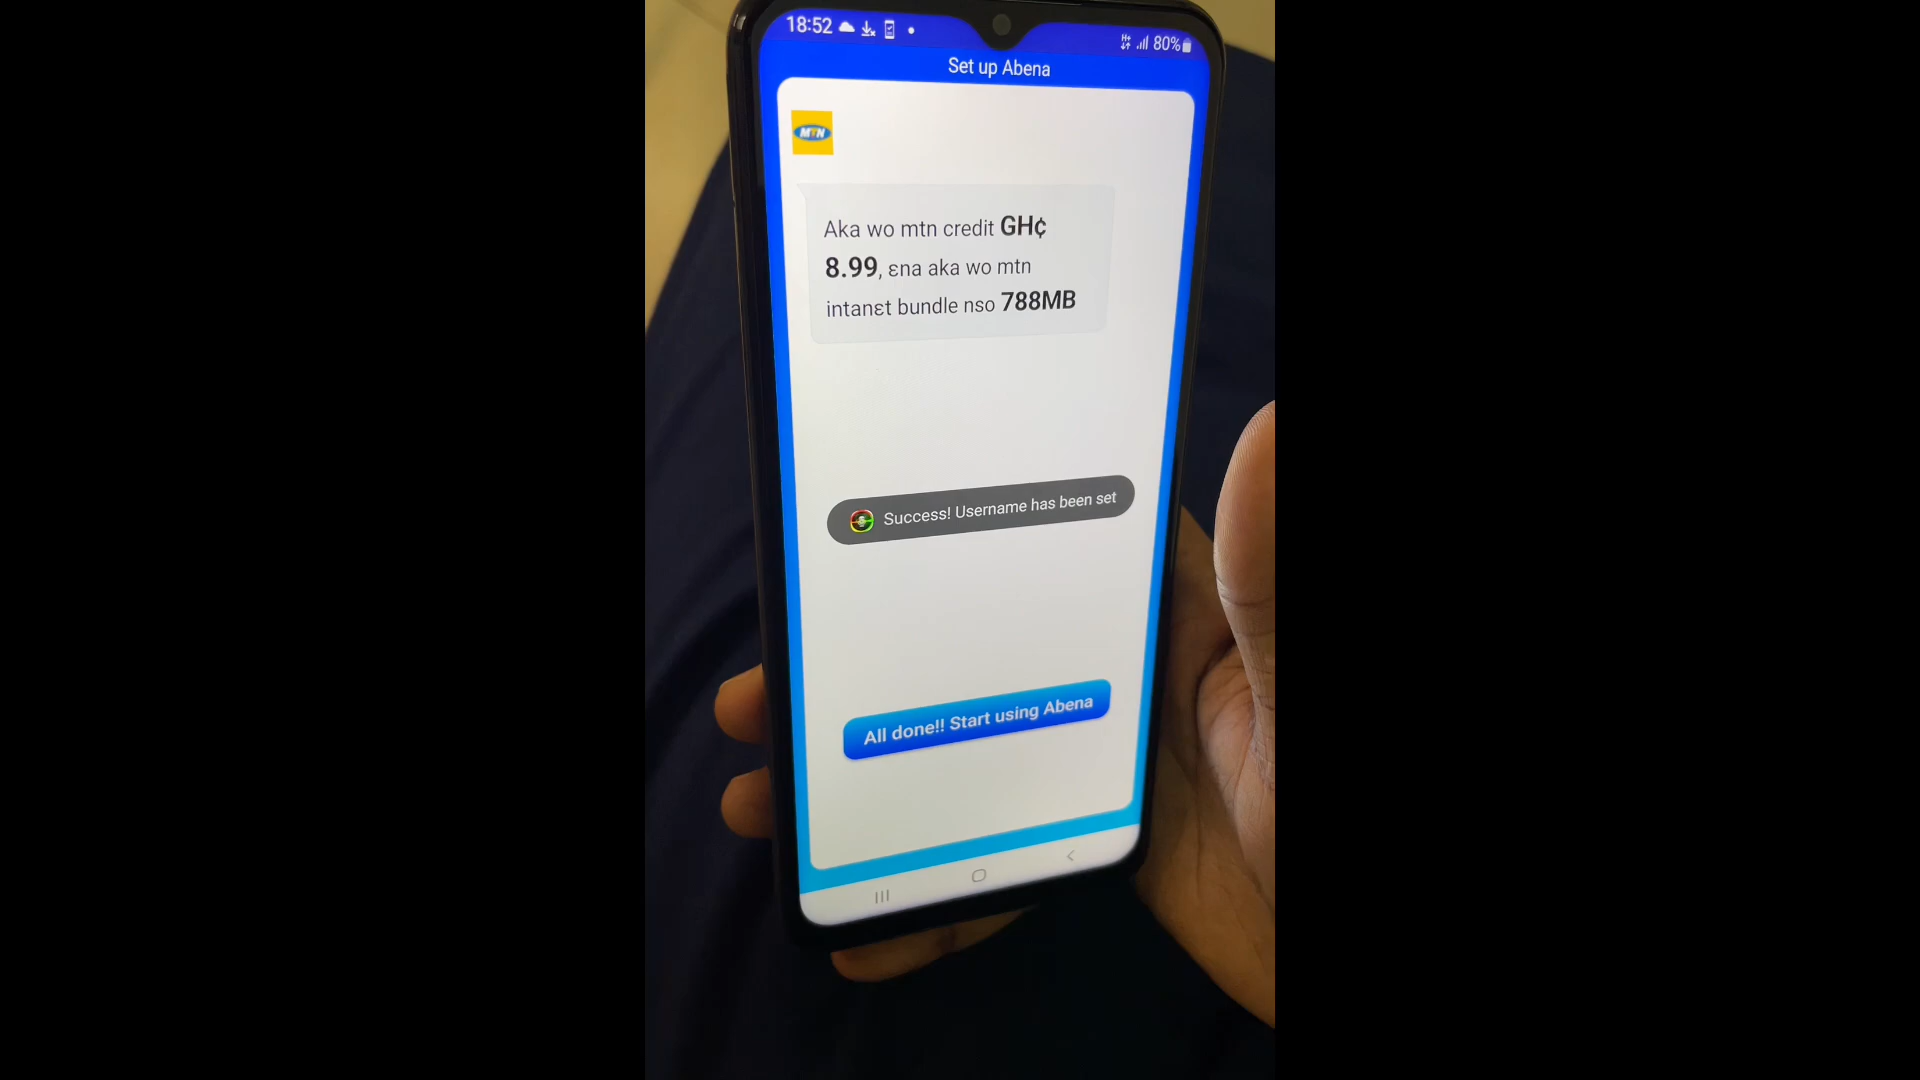 18:52
80%
Set up Abena
MTN
Aka wo mtn credit GH¢
8.99, ɛna aka wo mtn
intanɛt bundle nso 788MB
Success! Username has been set
All done!! Start using Abena